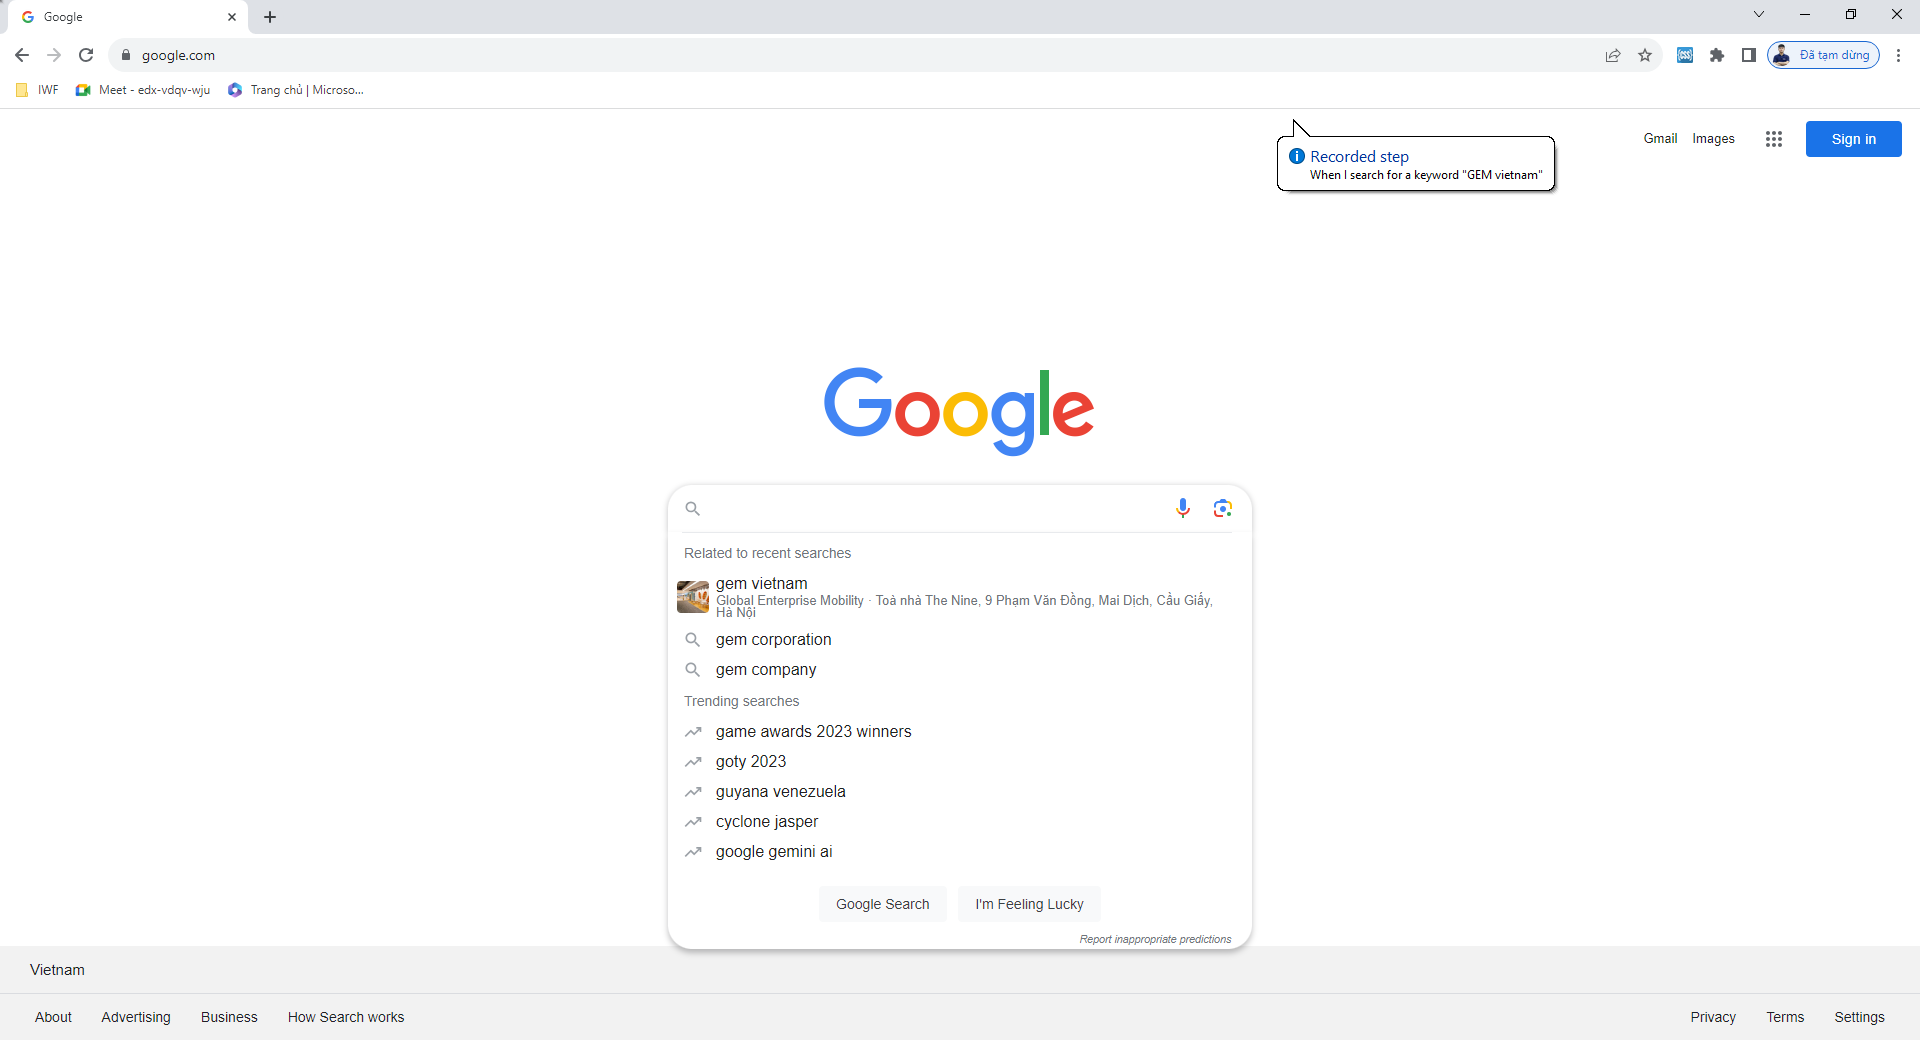 Google
google.com
Đã tạm dừng
IWF
Meet - edx-vdqv-wju
Trang chủ | Microso...
Gmail
Images
Sign in
Recorded step
When I search for a keyword "GEM vietnam"
Google
Related to recent searches
gem vietnam
Global Enterprise Mobility · Toà nhà The Nine, 9 Phạm Văn Đồng, Mai Dịch, Cầu Giấy,
Hà Nội
gem corporation
gem company
Trending searches
game awards 2023 winners
goty 2023
guyana venezuela
cyclone jasper
google gemini ai
Google Search
I'm Feeling Lucky
Report inappropriate predictions
Vietnam
About
Advertising
Business
How Search works
Privacy
Terms
Settings